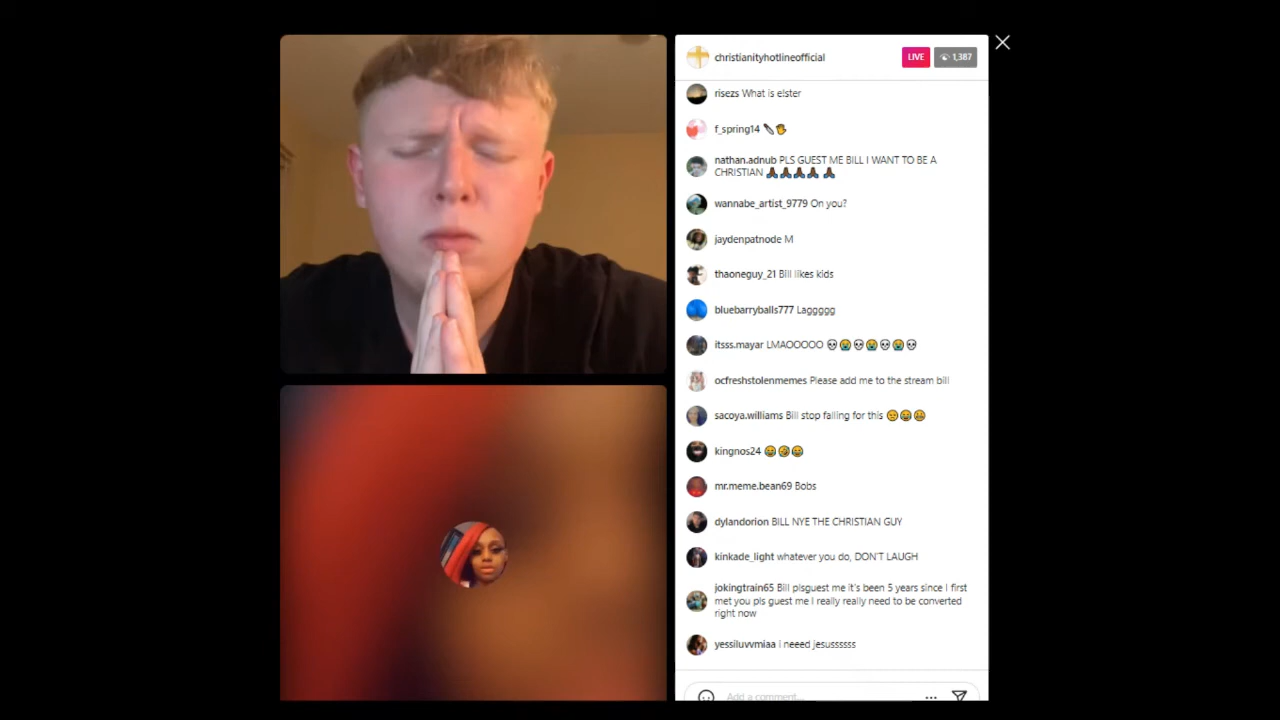 christianityhotlineofficial
LIVE
1,387
risezs What is elster
f_spring14
nathan.adnub PLS GUEST ME BILL I WANT TO BE A
CHRISTIAN 🙏🏿🙏🏿🙏🏿🙏🏿 🙏🏿
wannabe_artist_9779 On you?
jaydenpatnode M
thaoneguy_21 Bill likes kids
bluebarryballs777 Laggggg
itsss.mayar LMAOOOOO 💀😭💀😭💀😭💀
ocfreshstolenmemes Please add me to the stream bill
sacoya.williams Bill stop falling for this
kingnos24 😂🤣😂
mr.meme.bean69 Bobs
dylandorion BILL NYE THE CHRISTIAN GUY
kinkade_light whatever you do, DON'T LAUGH
jokingtrain65 Bill plsguest me it's been 5 years since I first
met you pls guest me I really really need to be converted
right now
yessiluvvmiaa I neeed jesussssss
Add a comment...